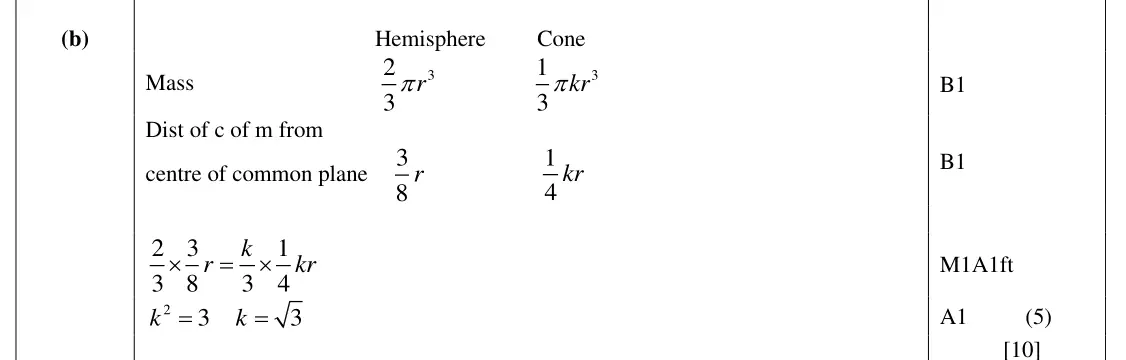 (b) Hemisphere Cone
Mass 2/3 πr³ 1/3 πkr³ B1
Dist of c of m from
centre of common plane 3/8 r 1/4 kr B1
2/3 × 3/8 r = k/3 × 1/4 kr M1A1ft
k² = 3 k = √3 A1 (5)
[10]